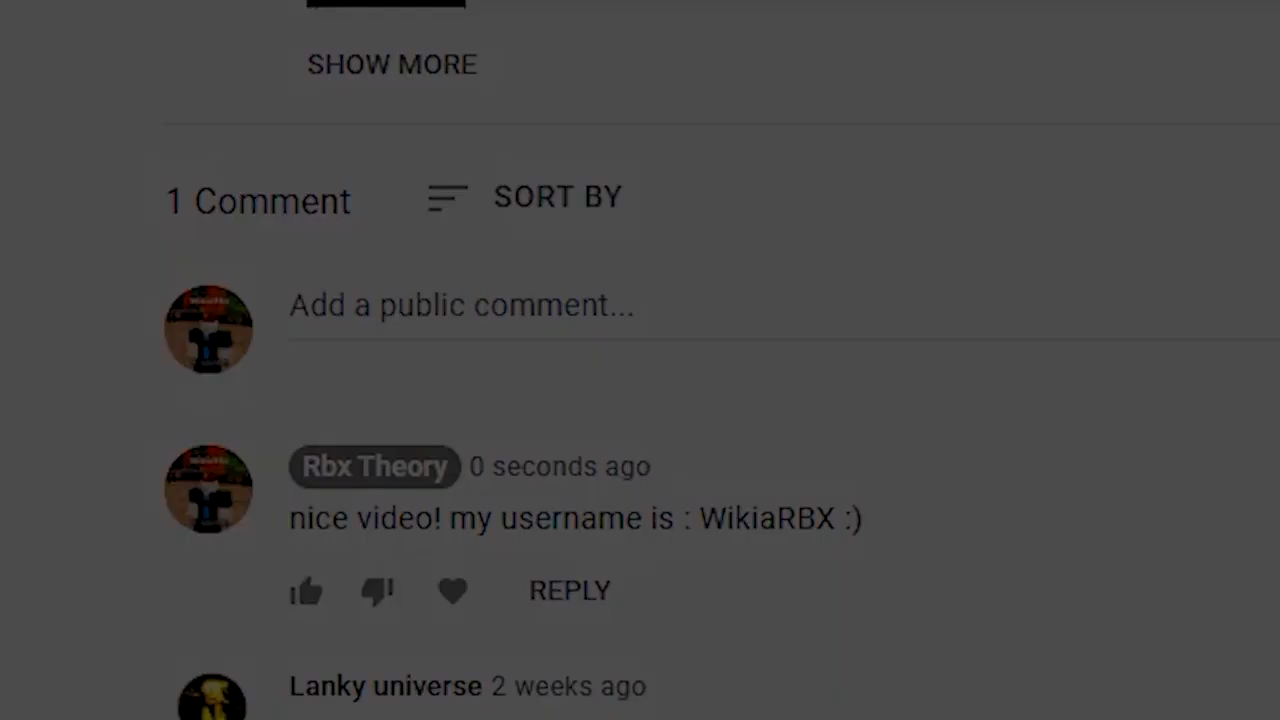 SHOW MORE
1 Comment
SORT BY
Add a public comment...
Rbx Theory 0 seconds ago
nice video! my username is : WikiaRBX :)
REPLY
Lanky universe 2 weeks ago